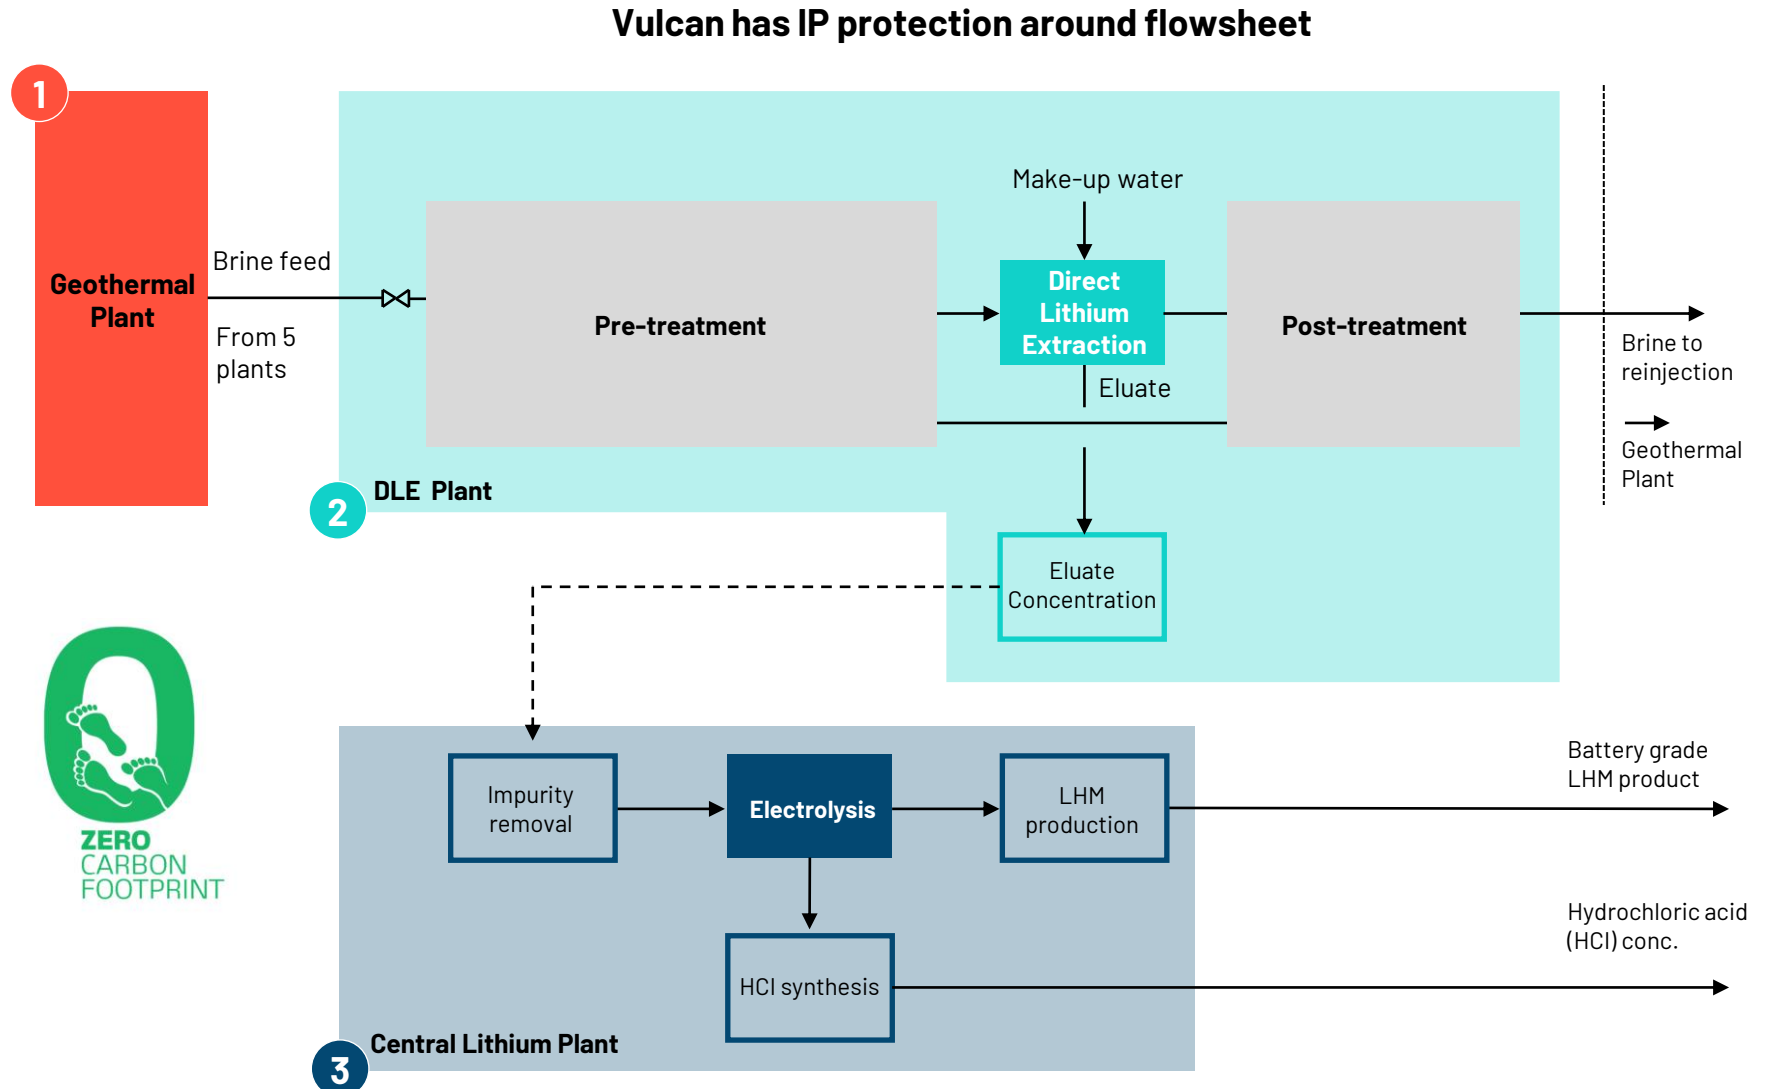 Vulcan has IP protection around flowsheet
1
Geothermal
Plant
Brine feed
From 5
plants
Pre-treatment
Make-up water
Direct
Lithium
Extraction
Eluate
Post-treatment
Brine to
reinjection
Geothermal
Plant
2
DLE Plant
Eluate
Concentration
ZERO
CARBON
FOOTPRINT
Impurity
removal
Electrolysis
LHM
production
Battery grade
LHM product
HCl synthesis
Hydrochloric acid
(HCl) conc.
3
Central Lithium Plant